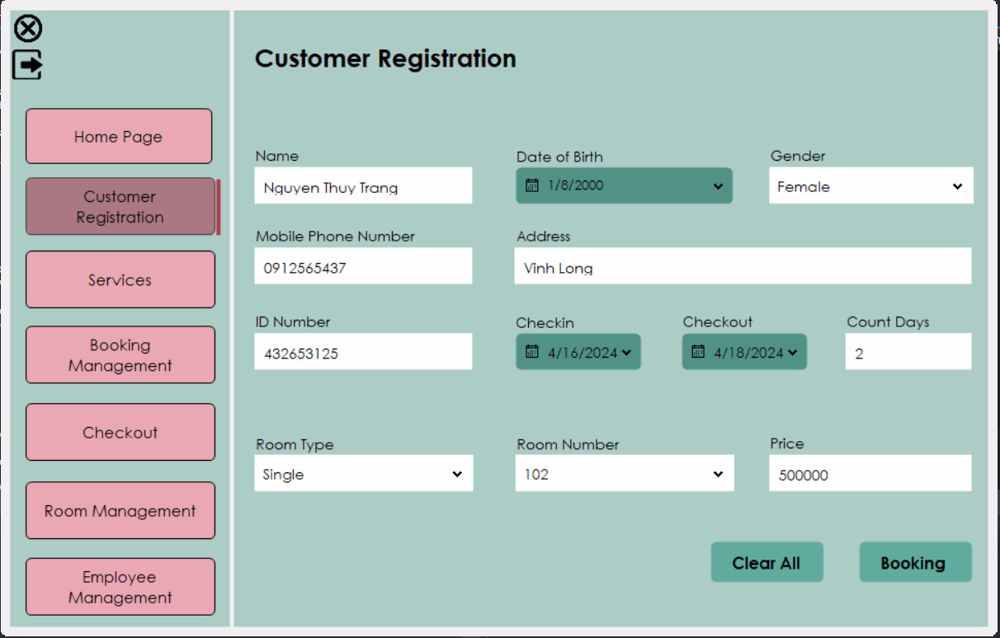 Home Page
Customer
Registration
Services
Booking
Management
Checkout
Room Management
Employee
Management
Customer Registration
Name
Date of Birth
Gender
Nguyen Thuy Trang
1/8/2000
Female
Mobile Phone Number
Address
0912565437
Vinh Long
ID Number
Checkin
Checkout
Count Days
432653125
4/16/2024
4/18/2024
2
Room Type
Room Number
Price
Single
102
500000
Clear All
Booking